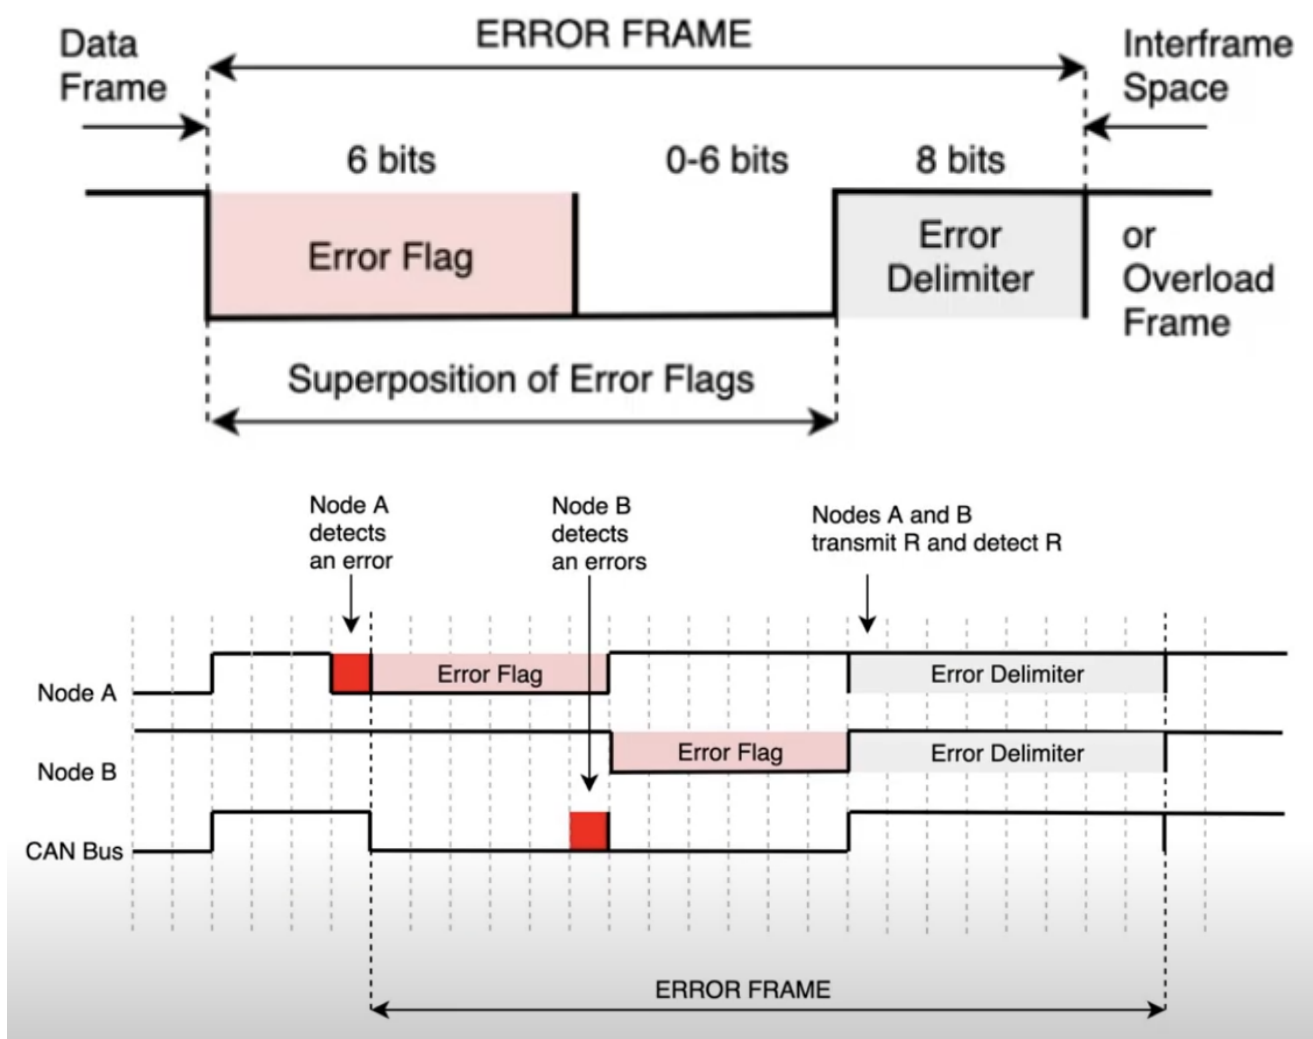 ERROR FRAME
Data
Frame
Interframe
Space
6 bits
0-6 bits
8 bits
Error Flag
Error
Delimiter
or
Overload
Frame
Superposition of Error Flags
Node A
detects
an error
Node B
detects
an errors
Nodes A and B
transmit R and detect R
Node A
Error Flag
Error Delimiter
Node B
Error Flag
Error Delimiter
CAN Bus
ERROR FRAME